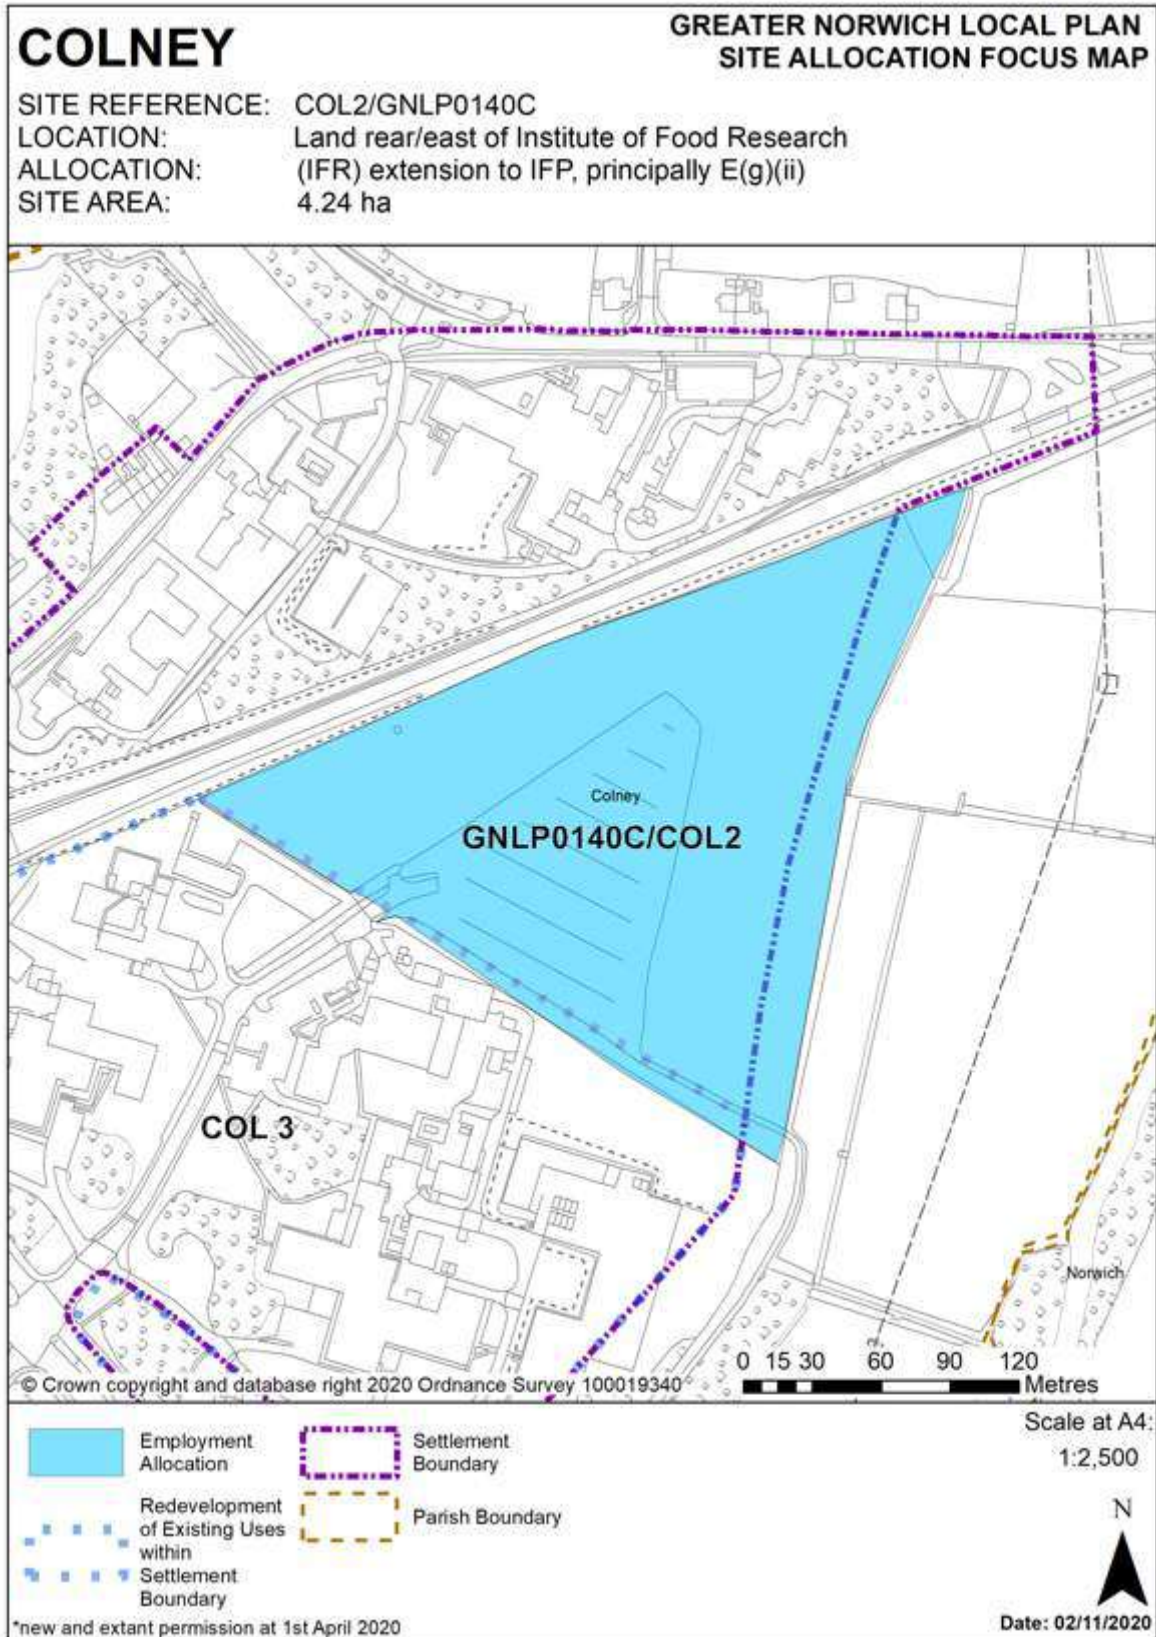 COLNEY
GREATER NORWICH LOCAL PLAN
SITE ALLOCATION FOCUS MAP
SITE REFERENCE: COL2/GNLP0140C
LOCATION: Land rear/east of Institute of Food Research
ALLOCATION: (IFR) extension to IFP, principally E(g)(ii)
SITE AREA: 4.24 ha
Colney
GNLP0140C/COL2
COL 3
Norwich
0 15 30 60 90 120
Metres
© Crown copyright and database right 2020 Ordnance Survey 100019340
Employment
Allocation
Settlement
Boundary
Redevelopment
of Existing Uses
within
Settlement
Boundary
Parish Boundary
Scale at A4:
1:2,500
N
*new and extant permission at 1st April 2020
Date: 02/11/2020